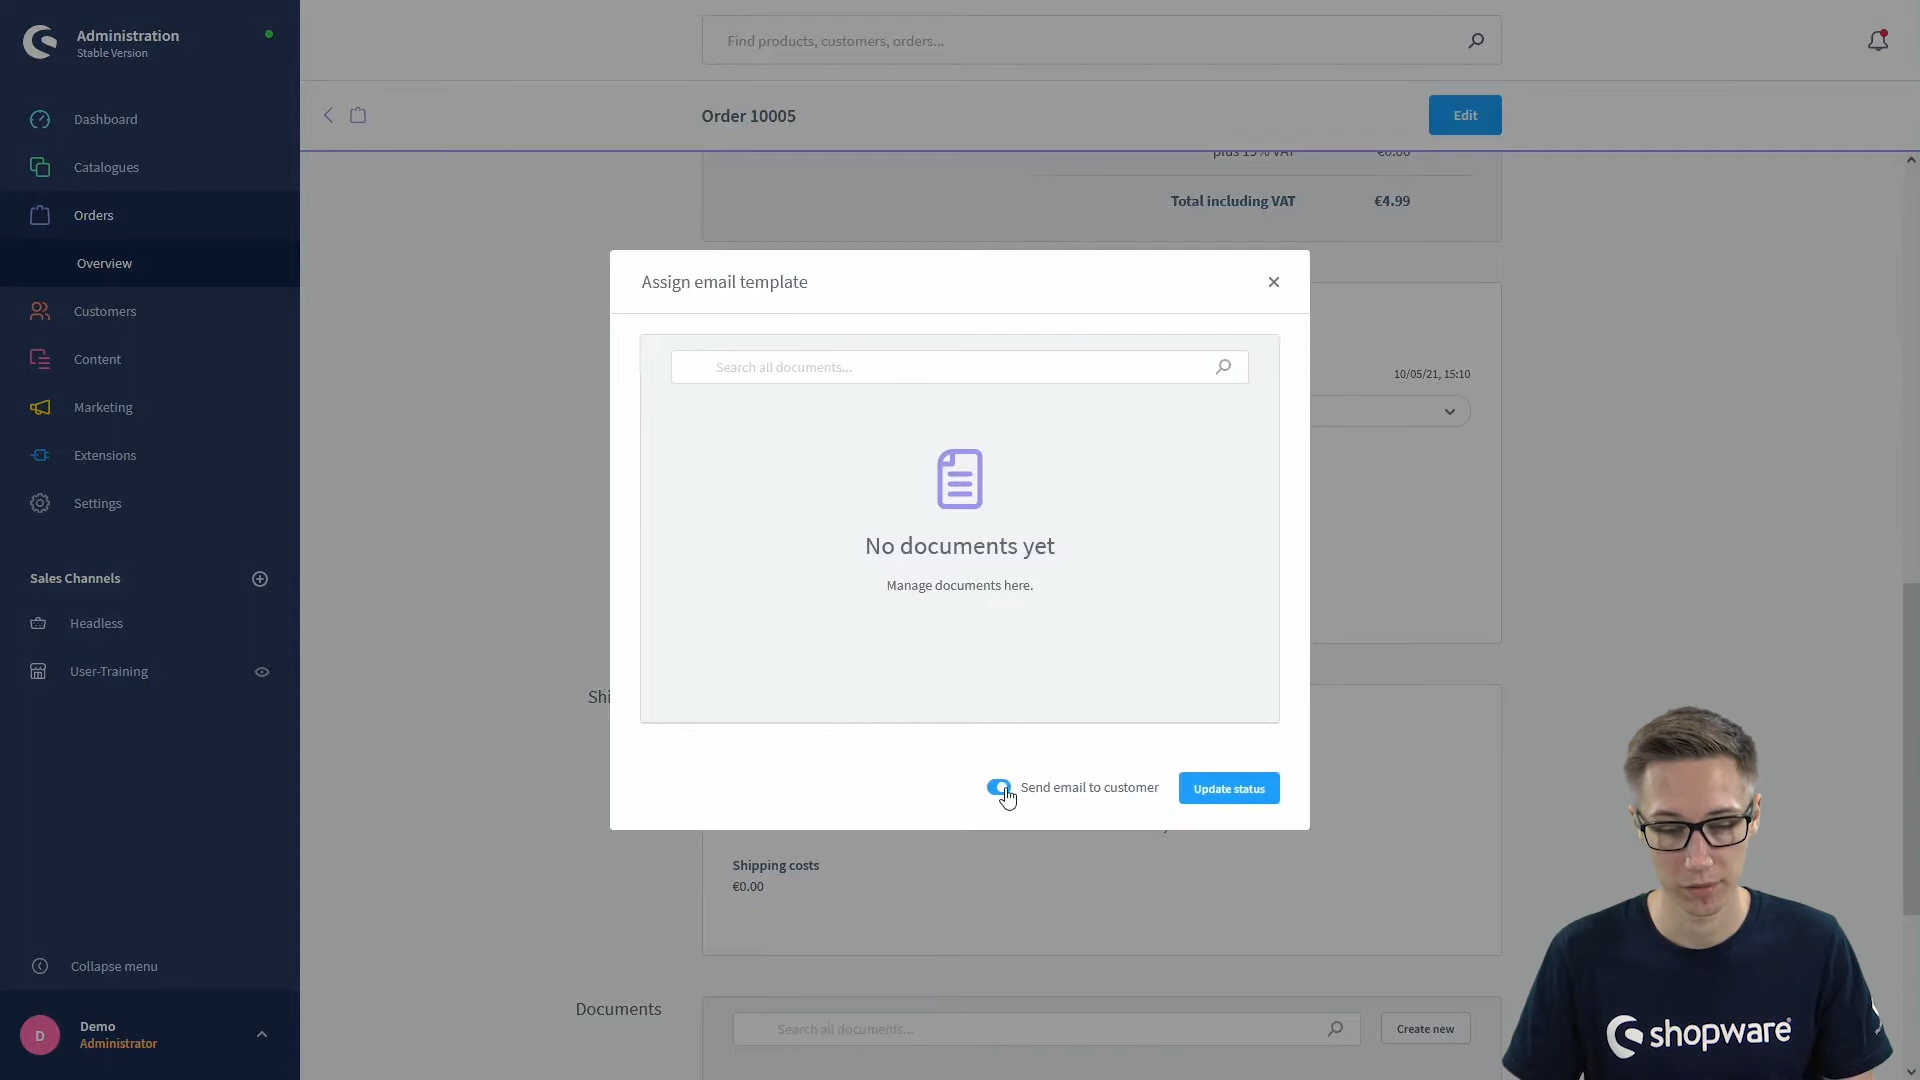 Administration
Stable Version
Find products, customers, orders...
Dashboard
Catalogues
Orders
Overview
Customers
Content
Marketing
Extensions
Settings
Sales Channels
Headless
User-Training
Collapse menu
D
Demo
Administrator
Order 10005
Edit
€0.80
Total including VAT
€4.99
Assign email template
Search all documents...
10/05/21, 15:10
No documents yet
Manage documents here.
Shi
Send email to customer
Update status
Shipping costs
€0.00
Documents
Search all documents...
Create new
shopware